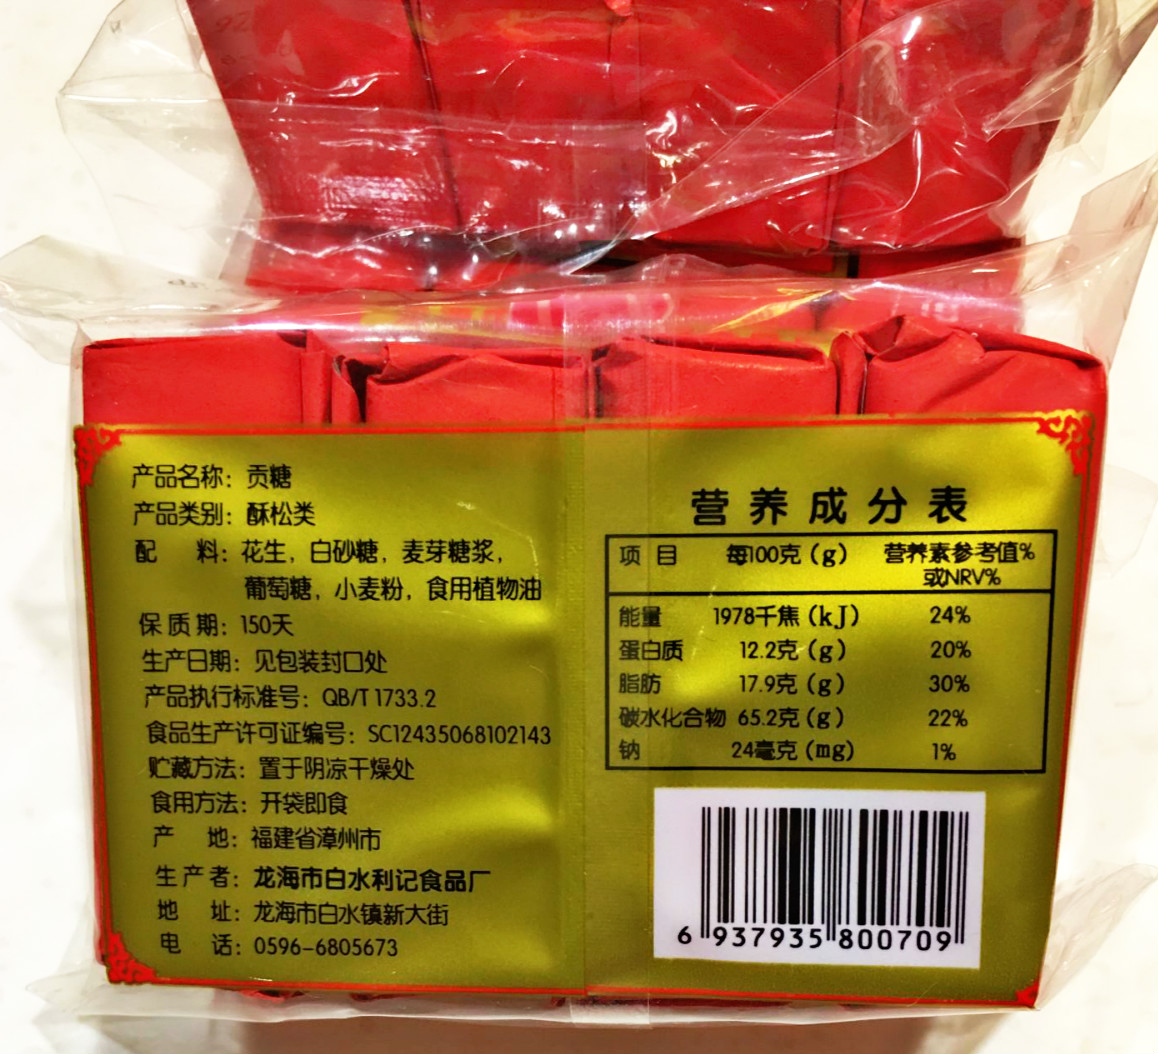 产品名称：贡糖
产品类别：酥松类
配 料：花生，白砂糖，麦芽糖浆，
葡萄糖，小麦粉，食用植物油
保质期：150天
生产日期：见包装封口处
产品执行标准号：QB/T 1733.2
食品生产许可证编号：SC12435068102143
贮藏方法：置于阴凉干燥处
食用方法：开袋即食
产 地：福建省漳州市
生产者：龙海市白水利记食品厂
地 址：龙海市白水镇新大街
电 话：0596-6805673
营养成分表
项 目 每100克（g） 营养素参考值%
或NRV%
能量 1978千焦（kJ） 24%
蛋白质 12.2克（g） 20%
脂肪 17.9克（g） 30%
碳水化合物 65.2克（g） 22%
钠 24毫克（mg） 1%
6 937935 800709